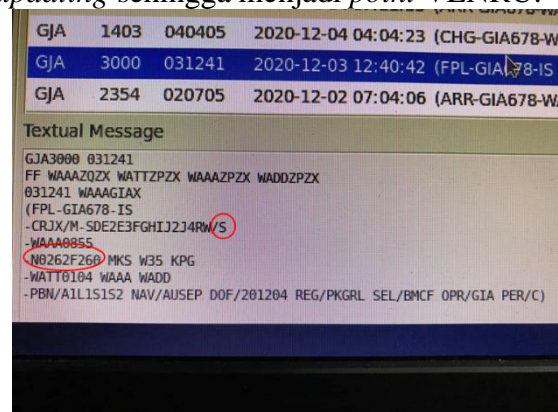 updating sehingga menjadi point VENKO.
GJA 1403 040405 2020-12-04 04:04:23 (CHG-GIA678-W
GJA 3000 031241 2020-12-03 12:40:42 (FPL-GIA678-IS
GJA 2354 020705 2020-12-02 07:04:06 (ARR-GIA678-WA
Textual Message
GJA3000 031241
FF WAAAZQZX WATTZPZX WAAAZPZX WADDZPZX
031241 WAAAGIAX
(FPL-GIA678-IS
-CRJX/M-SDE2E3FGHIJ2J4RW/S
-WAAA0855
-N0262F260 MKS W35 KPG
-WATT0104 WAAA WADD
-PBN/A1L1S1S2 NAV/AUSEP DOF/201204 REG/PKGRL SEL/BMCF OPR/GIA PER/C)